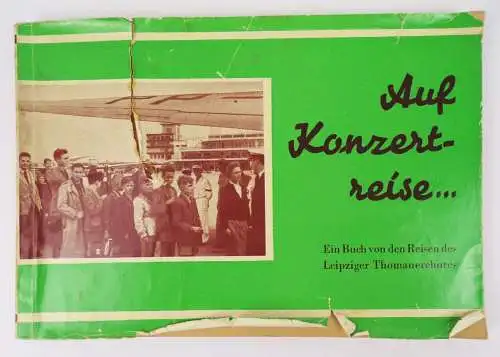 Auf
Konzert-
reise...
Ein Buch von den Reisen des
Leipziger Thomanerchores